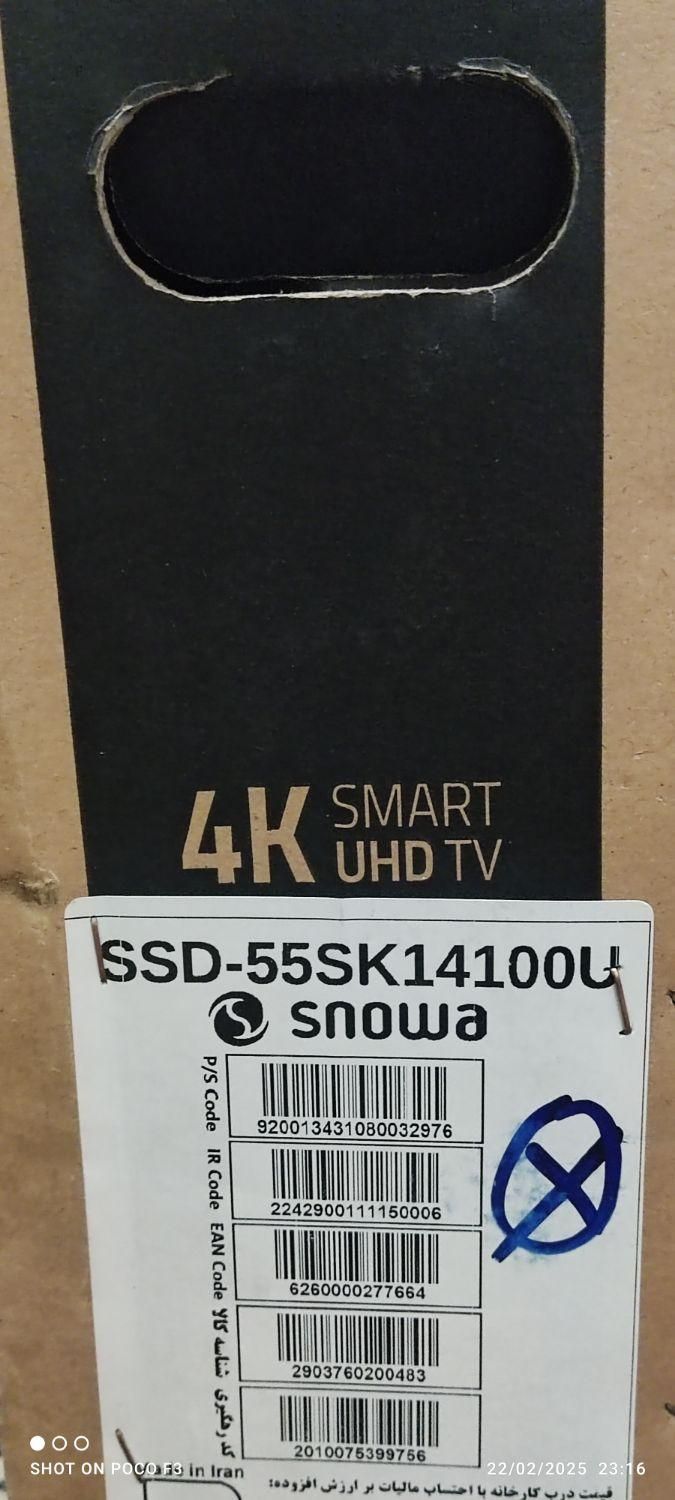 4K SMART
UHD TV
SSD-55SK14100U
snowa
P/S Code
920013431080032976
IR Code
2242900111150006
EAN Code
6260000277664
شناسه کالا
2903760200483
کد رهگیری
2010075399756
Made in Iran
قیمت درب کارخانه با احتساب مالیات بر ارزش افزوده:
SHOT ON POCO F3
22/02/2025 23:16